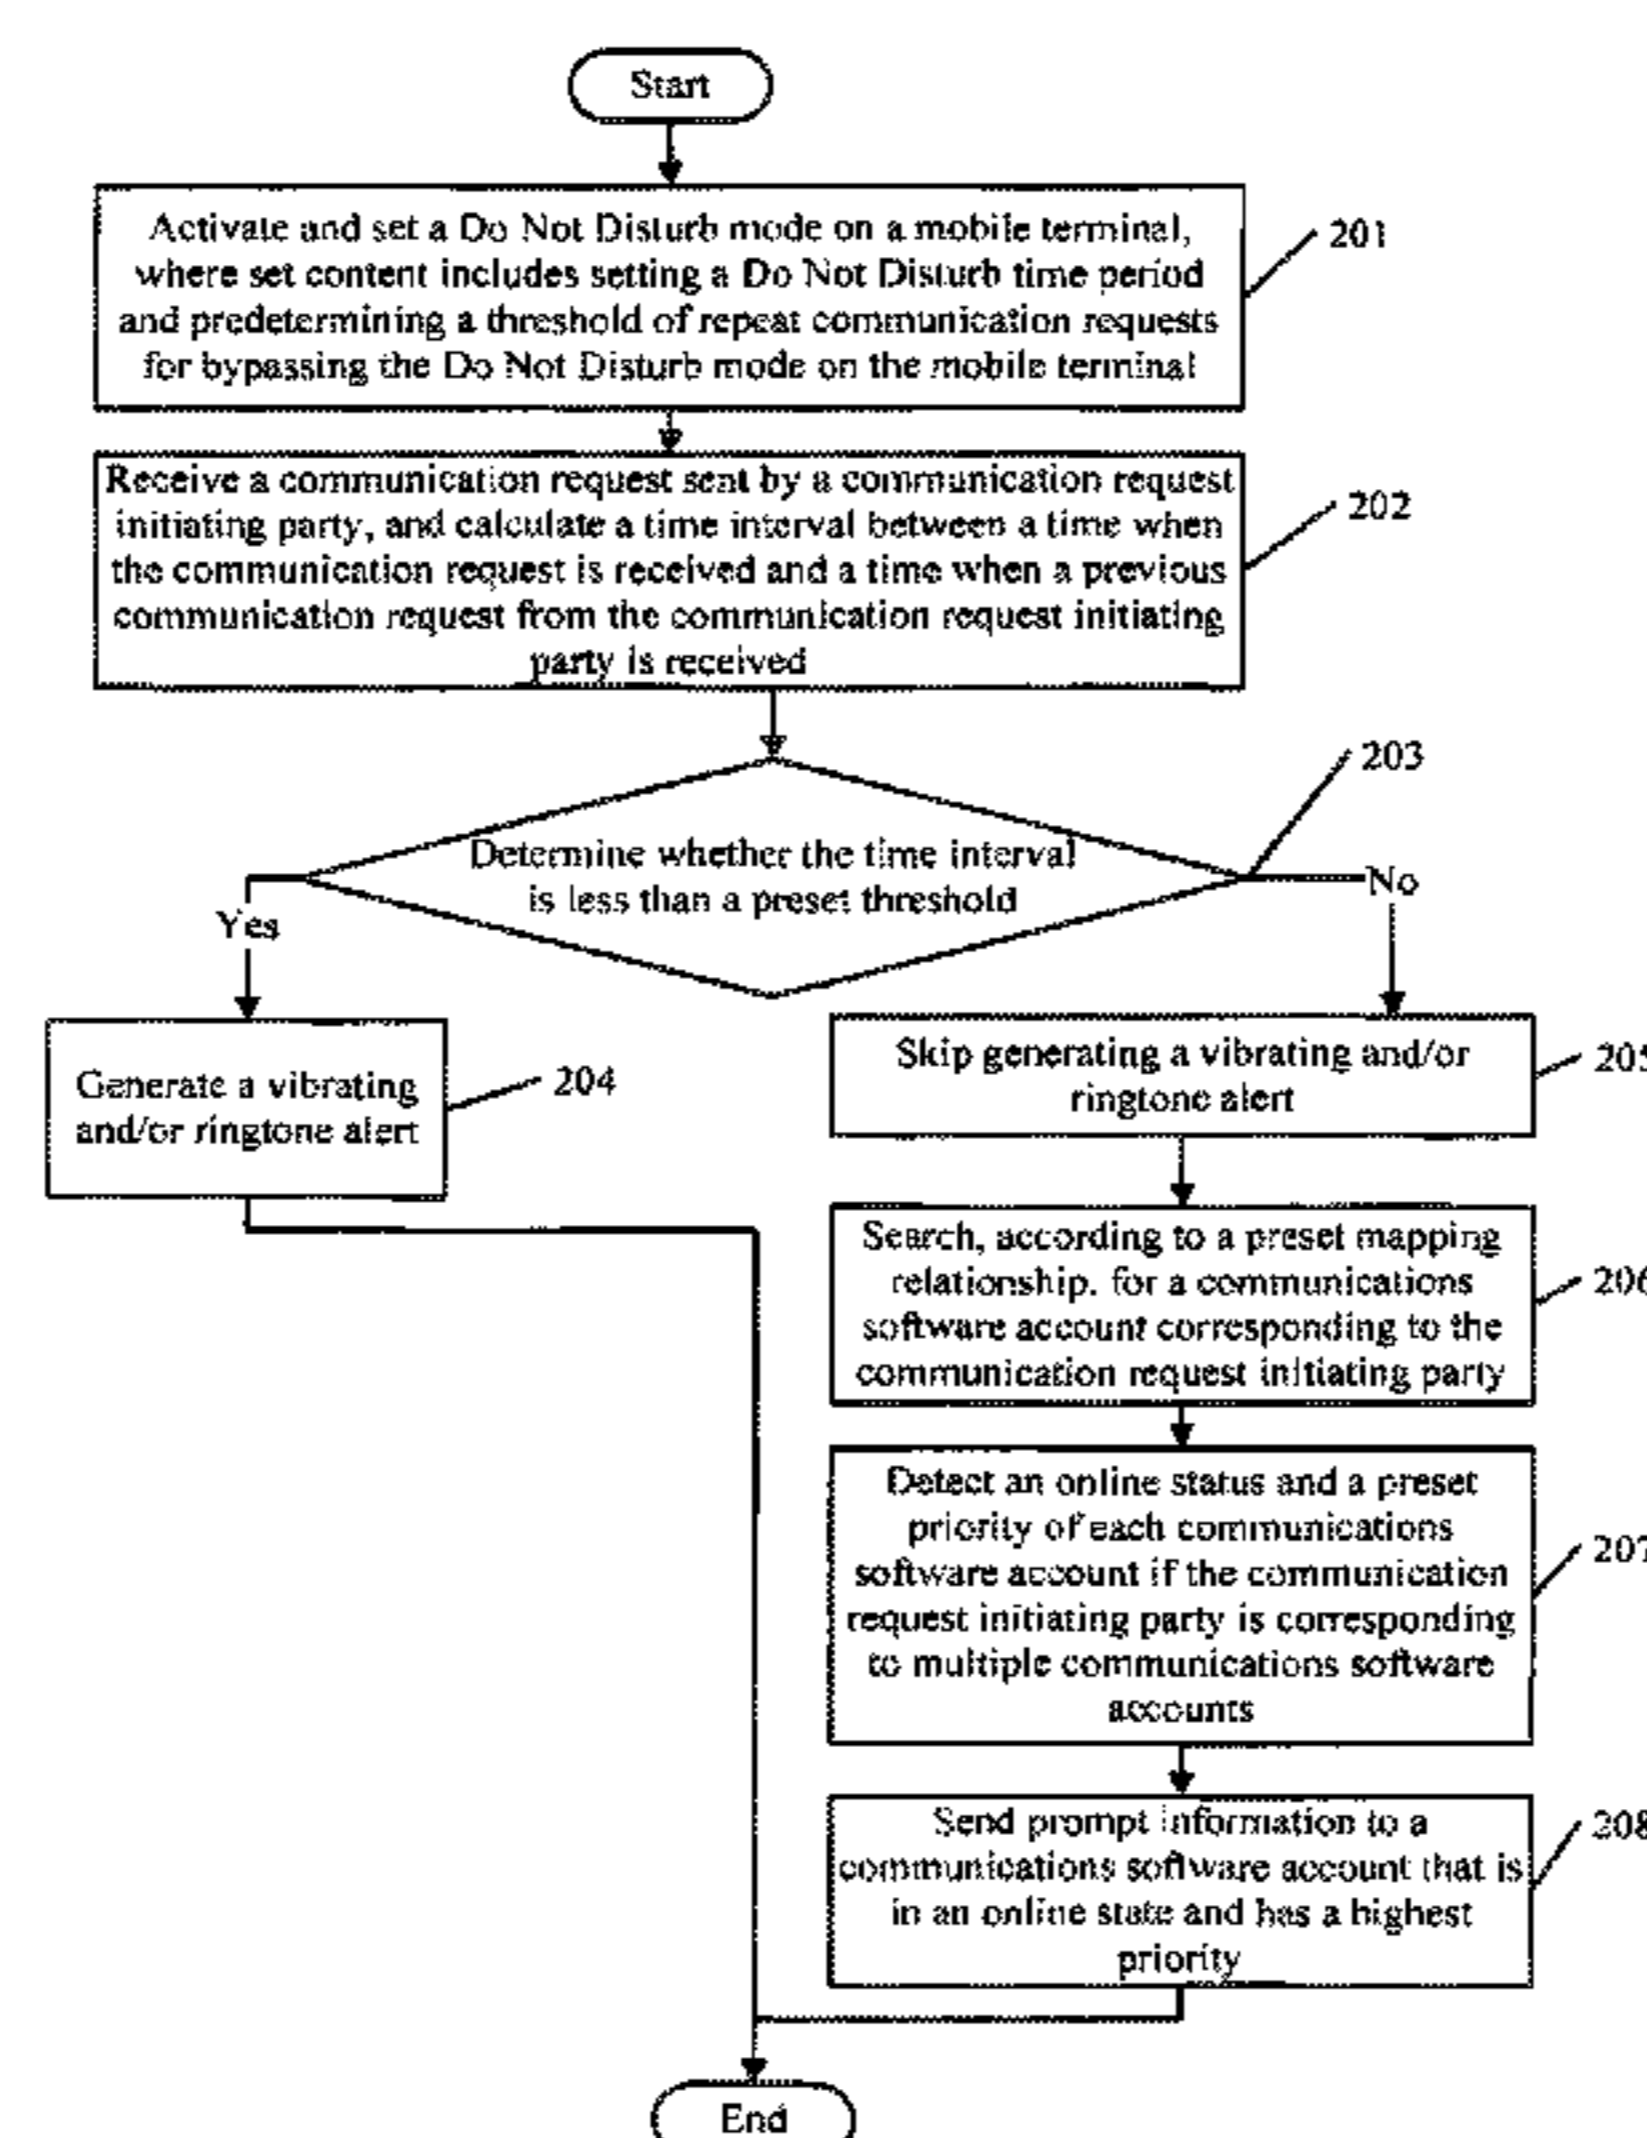 Start
Activate and set a Do Not Disturb mode on a mobile terminal,
where set content includes setting a Do Not Disturb time period
and predetermining a threshold of repeat communication requests
for bypassing the Do Not Disturb mode on the mobile terminal
201
Receive a communication request sent by a communication request
initiating party, and calculate a time interval between a time when
the communication request is received and a time when a previous
communication request from the communication request initiating
party is received
202
203
Determine whether the time interval
is less than a preset threshold
Yes
No
Generate a vibrating
and/or ringtone alert
204
Skip generating a vibrating and/or
ringtone alert
205
Search, according to a preset mapping
relationship. for a communications
software account corresponding to the
communication request initiating party
206
Detect an online status and a preset
priority of each communications
software account if the communication
request initiating party is corresponding
to multiple communications software
accounts
207
Send prompt information to a
communications software account that is
in an online state and has a highest
priority
208
End